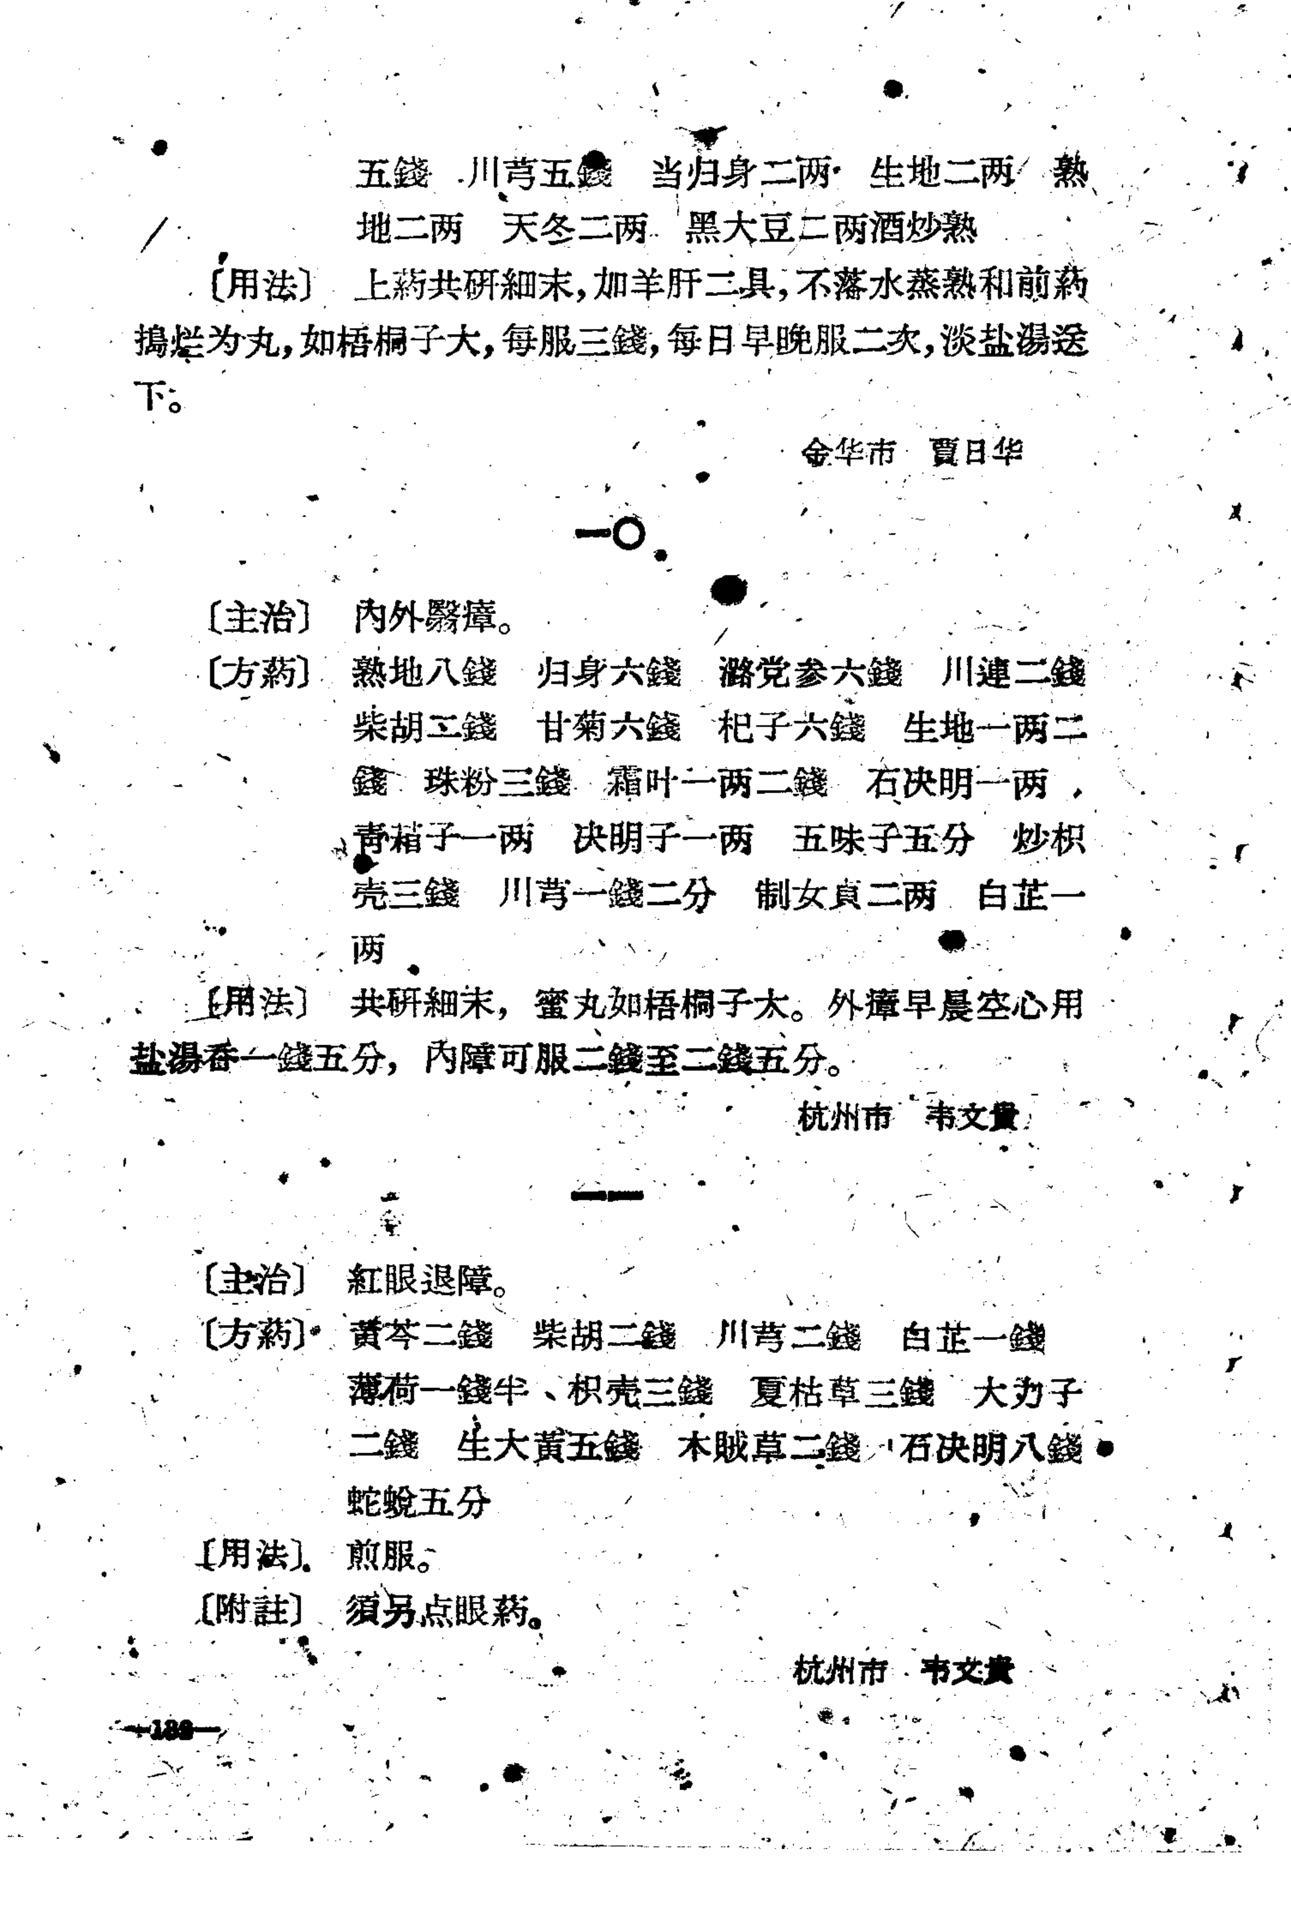 五錢　川芎五錢　当归身二两　生地二两　熟
地二两　天冬二两　黑大豆二两酒炒熟
〔用法〕　上葯共研細末，加羊肝二具，不落水蒸熟和前葯
搗烂为丸，如梧桐子大，每服三錢，每日早晚服二次，淡盐湯送
下。
金华市　賈日华
一〇
〔主治〕　內外翳瘴。
〔方葯〕　熟地八錢　归身六錢　潞党参六錢　川連二錢
柴胡二錢　甘菊六錢　杞子六錢　生地一两二
錢　珠粉三錢　霜叶一两二錢　石决明一两
青葙子一两　决明子一两　五味子五分　炒枳
壳三錢　川芎一錢二分　制女貞二两　白芷一
两
〔用法〕　共研細末，蜜丸如梧桐子大。外瘴早晨空心用
盐湯吞一錢五分，內障可服二錢至二錢五分。
杭州市　韦文貴
一一
〔主治〕　紅眼退障。
〔方葯〕　黃芩二錢　柴胡二錢　川芎二錢　白芷一錢
薄荷一錢半、枳壳三錢　夏枯草三錢　大力子
二錢　生大黃五錢　木賊草二錢　石决明八錢
蛇蛻五分
〔用法〕　煎服。
〔附註〕　須另点眼葯。
杭州市　韦文貴